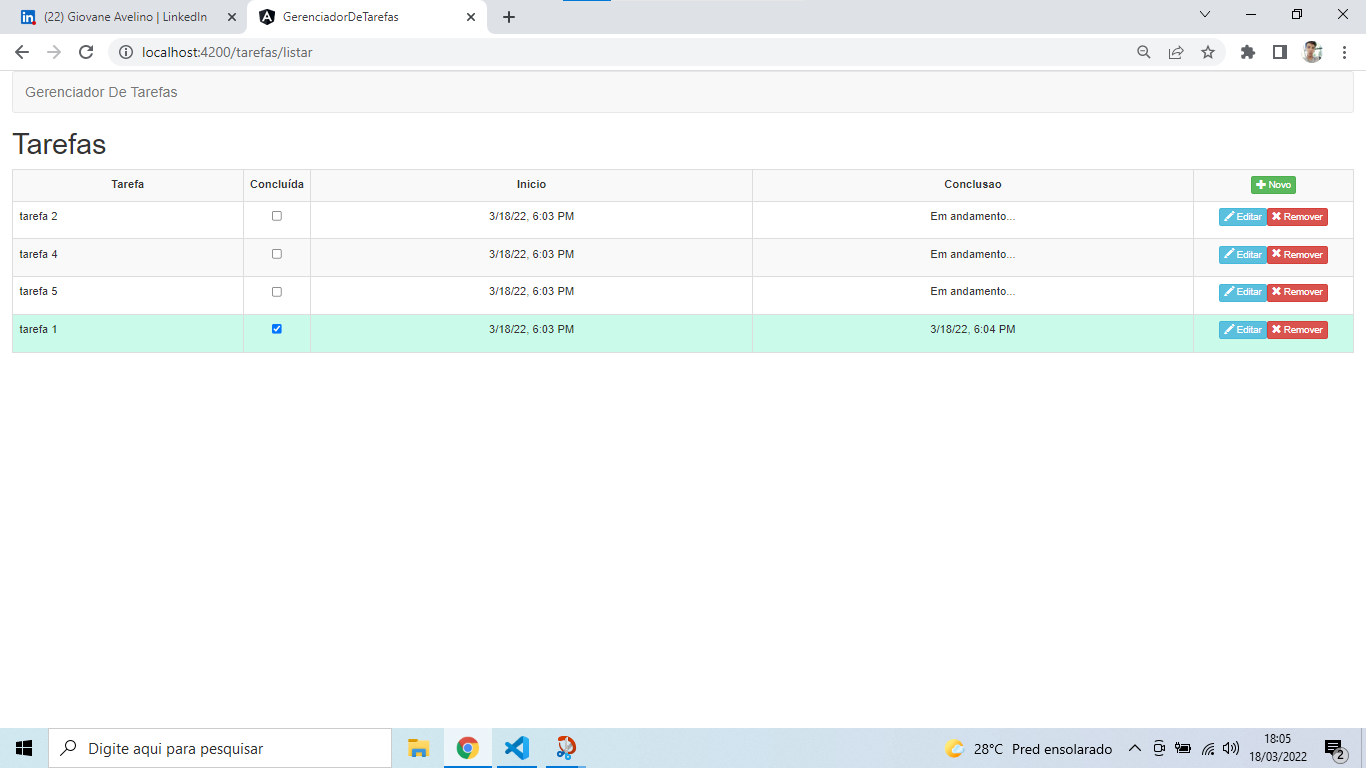 (22) Giovane Avelino | LinkedIn GerenciadorDeTarefas
localhost:4200/tarefas/listar
Gerenciador De Tarefas
Tarefas
Tarefa Concluída Inicio Conclusao Novo
tarefa 2 3/18/22, 6:03 PM Em andamento... Editar Remover
tarefa 4 3/18/22, 6:03 PM Em andamento... Editar Remover
tarefa 5 3/18/22, 6:03 PM Em andamento... Editar Remover
tarefa 1 3/18/22, 6:03 PM 3/18/22, 6:04 PM Editar Remover
Digite aqui para pesquisar 28°C Pred ensolarado 18:05
18/03/2022 2